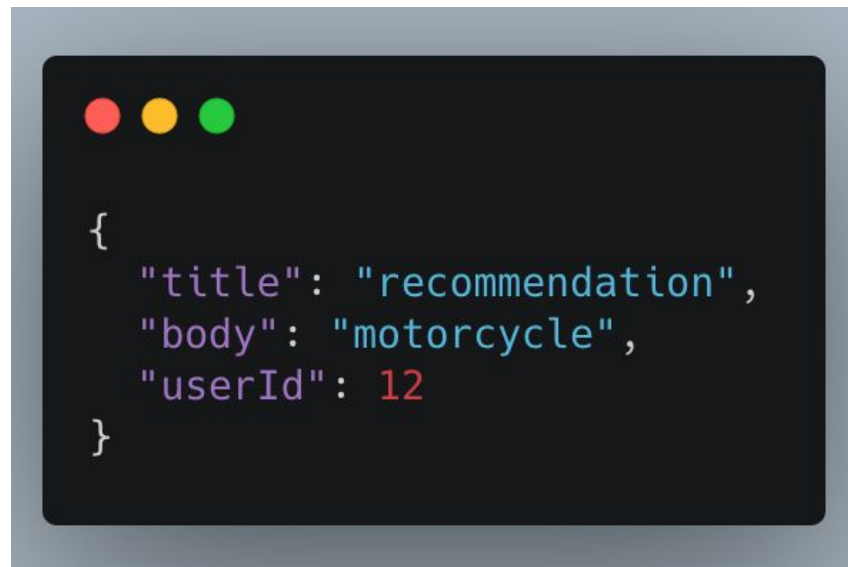 {
"title": "recommendation",
"body": "motorcycle",
"userId": 12
}